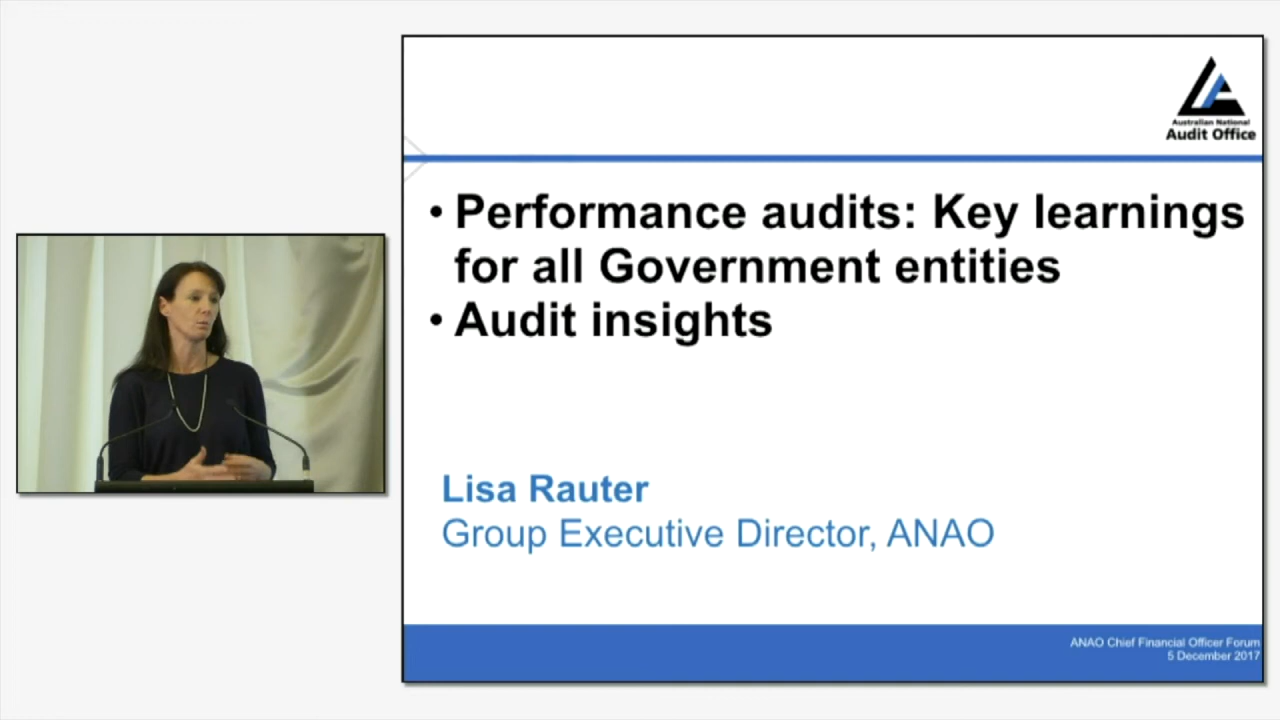 Australian National
Audit Office
• Performance audits: Key learnings
for all Government entities
• Audit insights
Lisa Rauter
Group Executive Director, ANAO
ANAO Chief Financial Officer Forum
5 December 2017